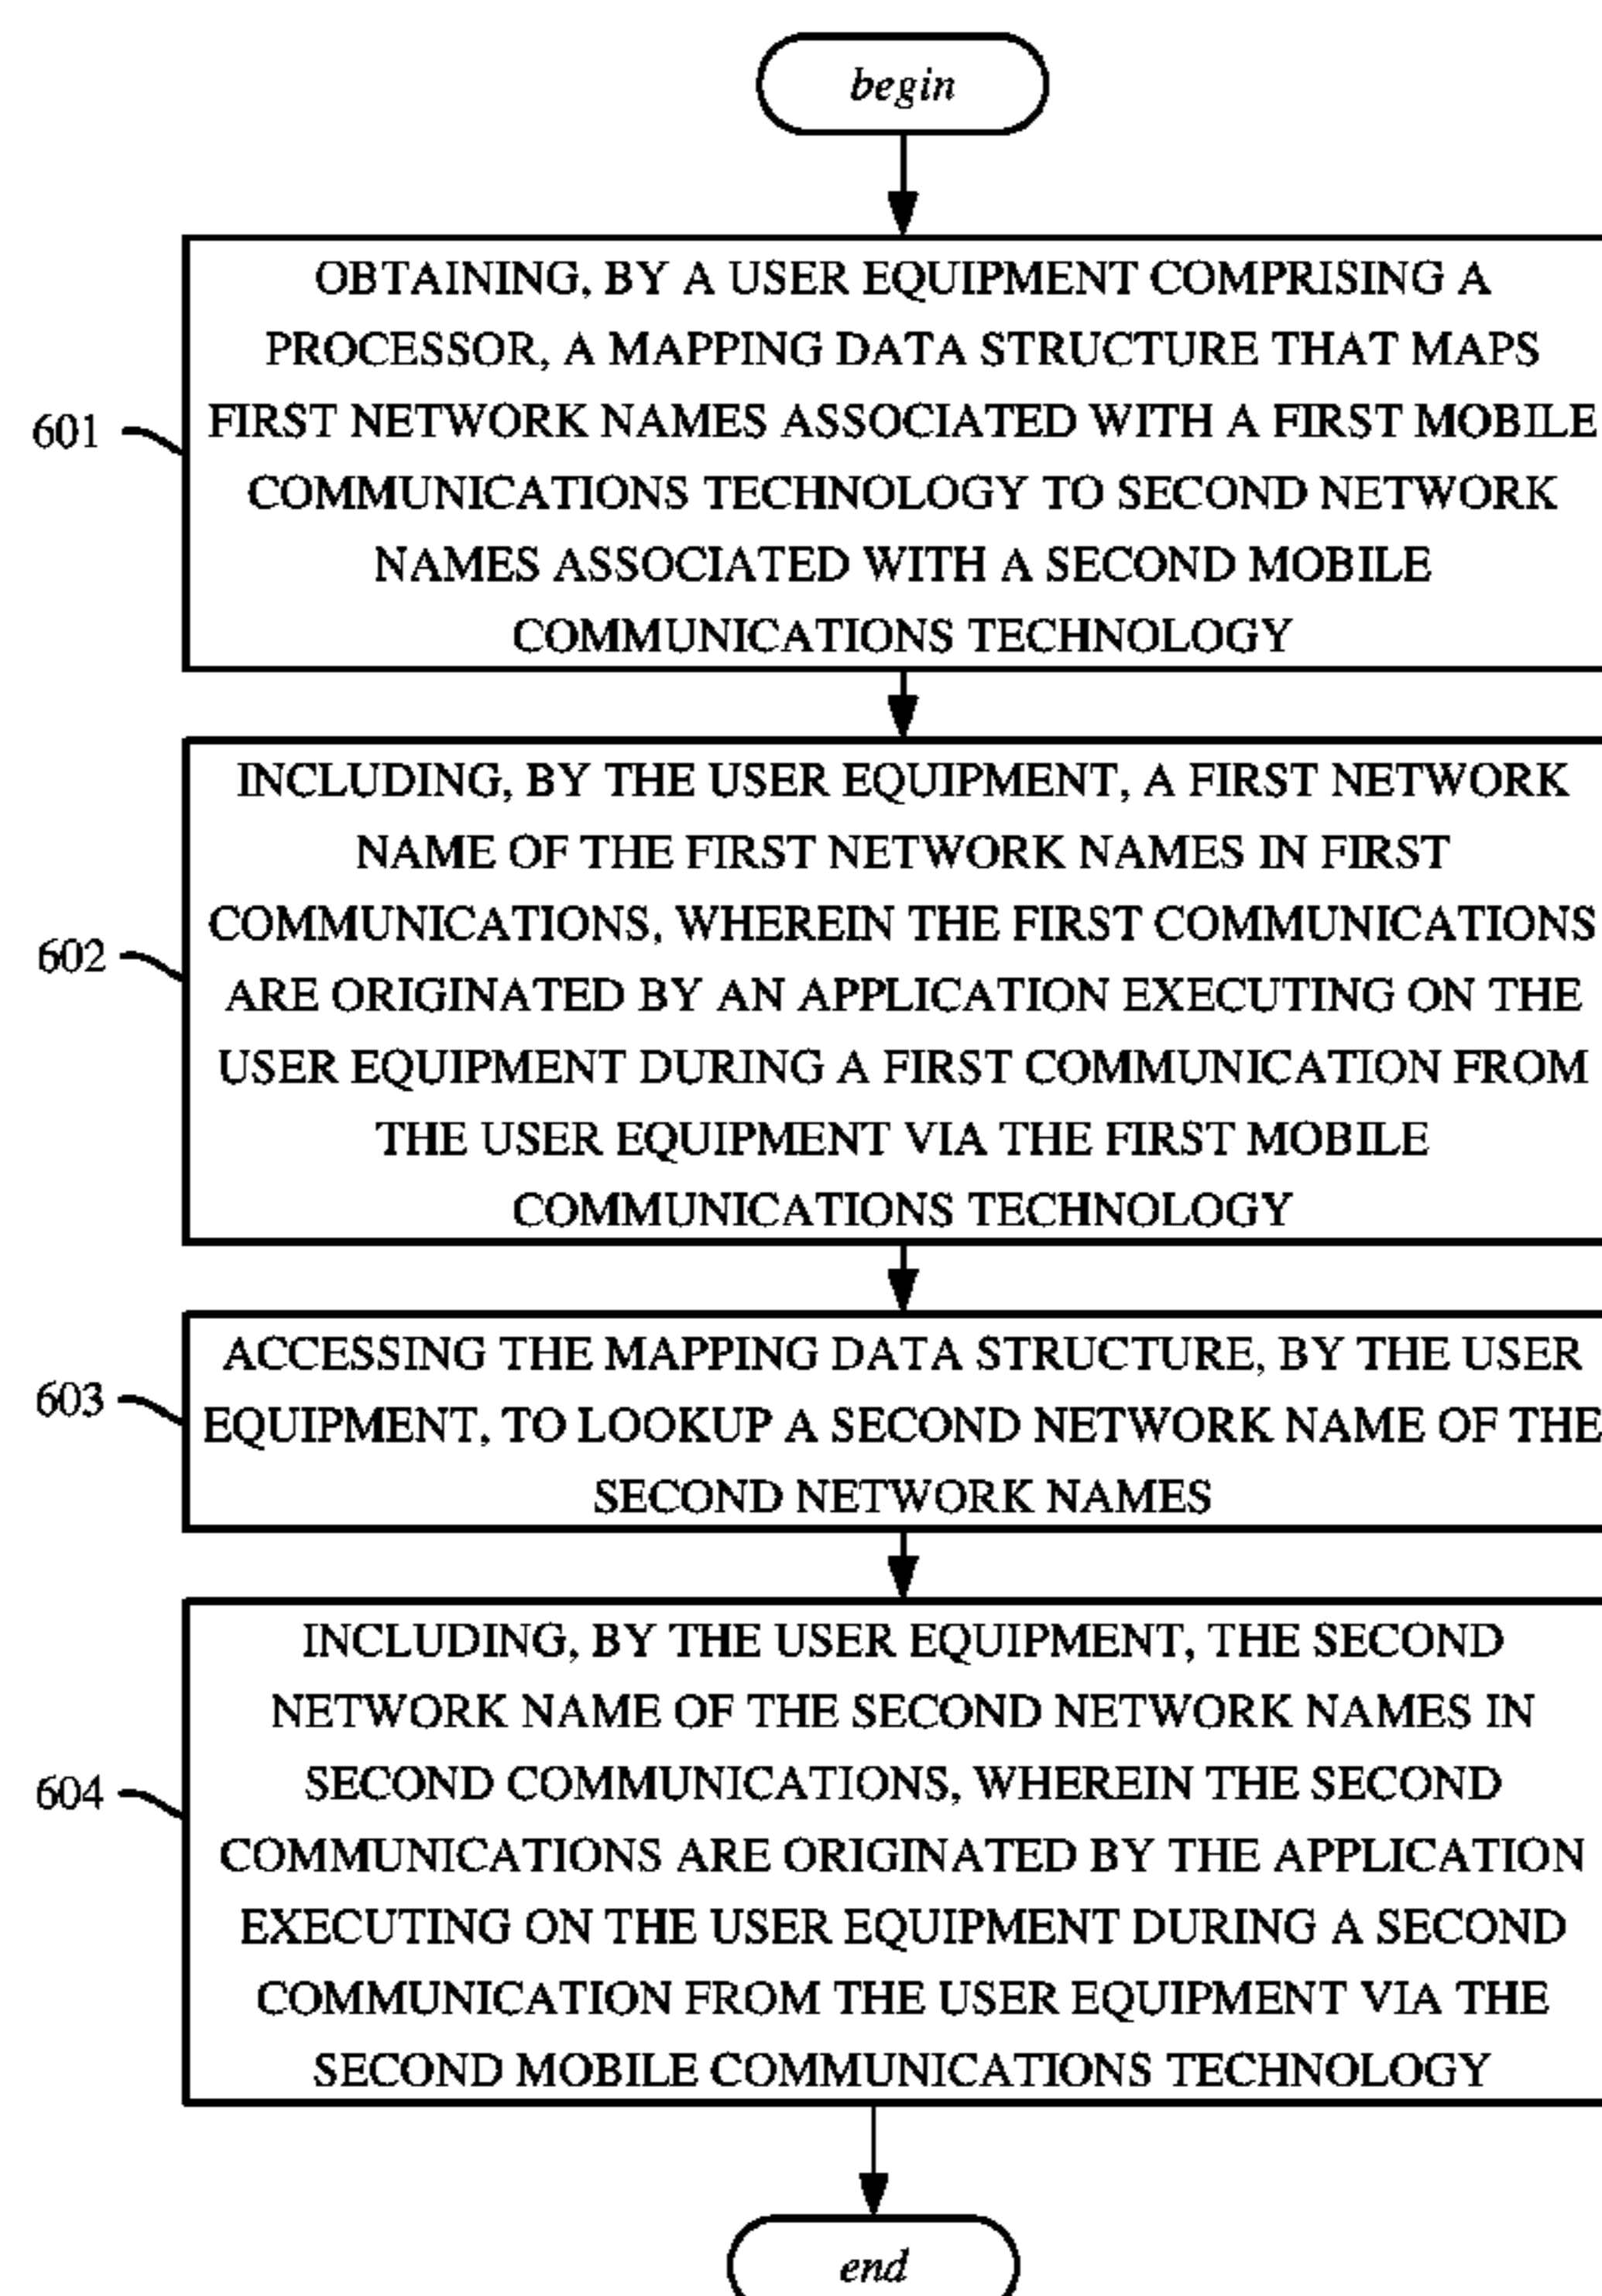 begin
OBTAINING, BY A USER EQUIPMENT COMPRISING A
PROCESSOR, A MAPPING DATA STRUCTURE THAT MAPS
FIRST NETWORK NAMES ASSOCIATED WITH A FIRST MOBILE
COMMUNICATIONS TECHNOLOGY TO SECOND NETWORK
NAMES ASSOCIATED WITH A SECOND MOBILE
COMMUNICATIONS TECHNOLOGY
601
INCLUDING, BY THE USER EQUIPMENT, A FIRST NETWORK
NAME OF THE FIRST NETWORK NAMES IN FIRST
COMMUNICATIONS, WHEREIN THE FIRST COMMUNICATIONS
ARE ORIGINATED BY AN APPLICATION EXECUTING ON THE
USER EQUIPMENT DURING A FIRST COMMUNICATION FROM
THE USER EQUIPMENT VIA THE FIRST MOBILE
COMMUNICATIONS TECHNOLOGY
602
ACCESSING THE MAPPING DATA STRUCTURE, BY THE USER
EQUIPMENT, TO LOOKUP A SECOND NETWORK NAME OF THE
SECOND NETWORK NAMES
603
INCLUDING, BY THE USER EQUIPMENT, THE SECOND
NETWORK NAME OF THE SECOND NETWORK NAMES IN
SECOND COMMUNICATIONS, WHEREIN THE SECOND
COMMUNICATIONS ARE ORIGINATED BY THE APPLICATION
EXECUTING ON THE USER EQUIPMENT DURING A SECOND
COMMUNICATION FROM THE USER EQUIPMENT VIA THE
SECOND MOBILE COMMUNICATIONS TECHNOLOGY
604
end